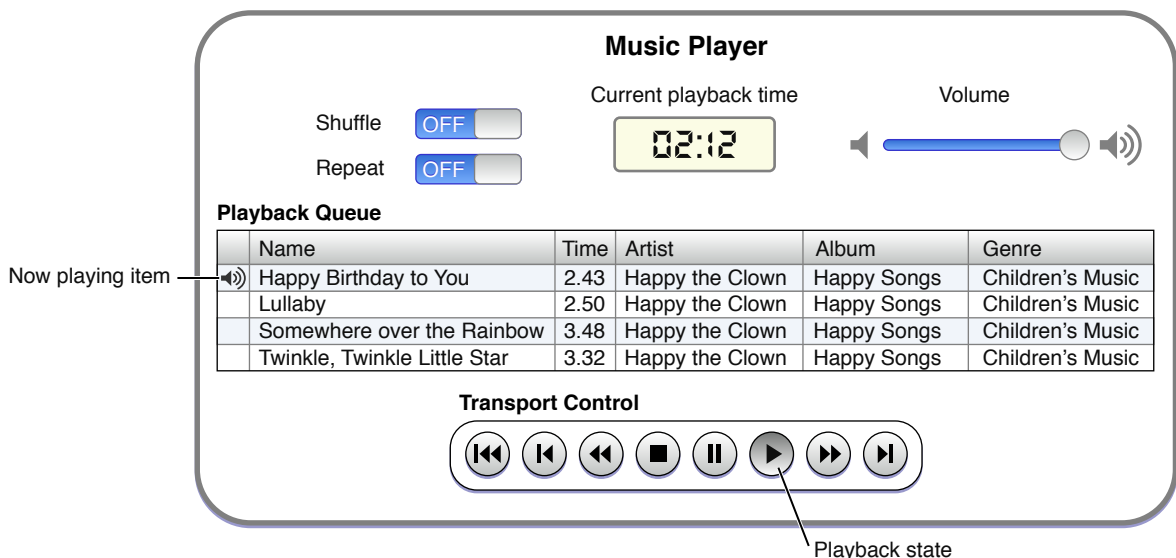 Music Player
Current playback time
Volume
Shuffle OFF
02:12
Repeat OFF
Playback Queue
Name Time Artist Album Genre
Now playing item
Happy Birthday to You 2.43 Happy the Clown Happy Songs Children’s Music
Lullaby 2.50 Happy the Clown Happy Songs Children’s Music
Somewhere over the Rainbow 3.48 Happy the Clown Happy Songs Children’s Music
Twinkle, Twinkle Little Star 3.32 Happy the Clown Happy Songs Children’s Music
Transport Control
Playback state